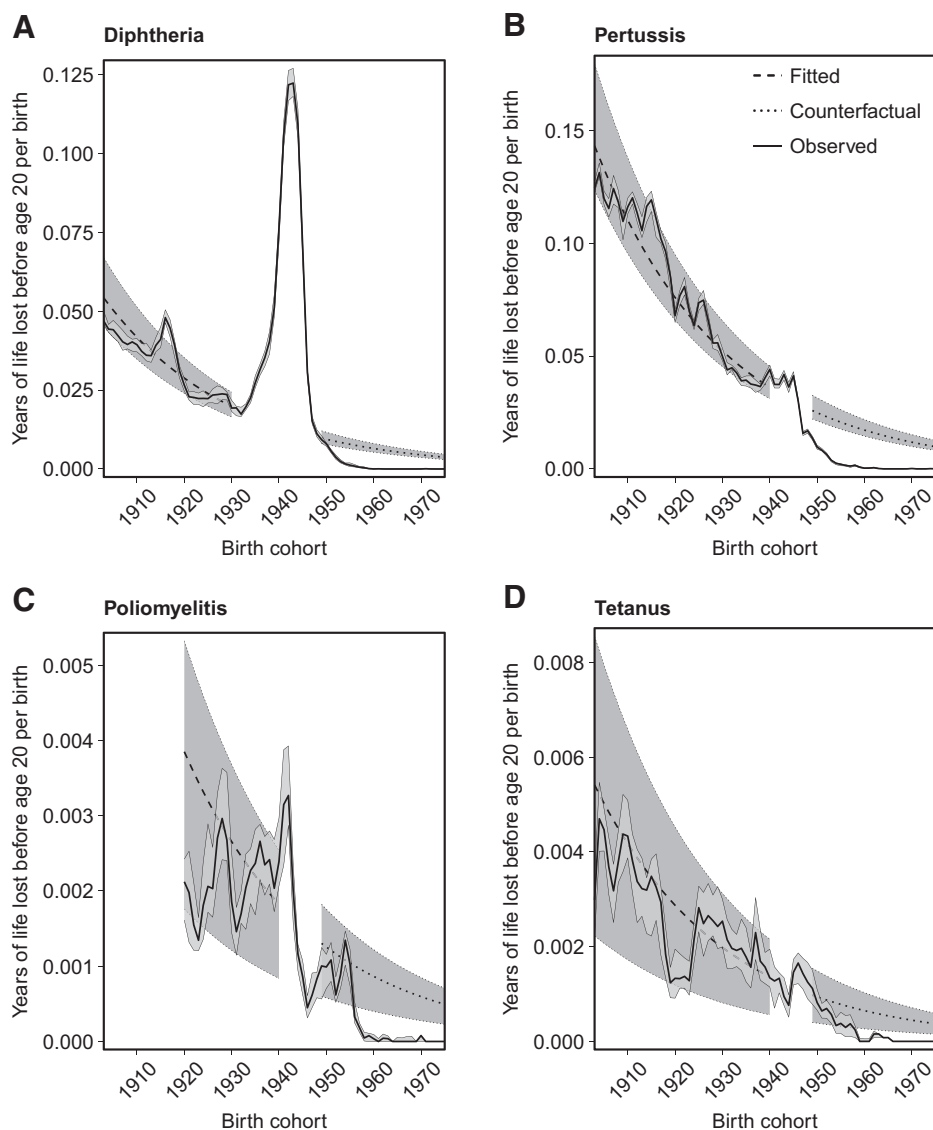 A
Diphtheria
Years of life lost before age 20 per birth
0.125
0.100
0.075
0.050
0.025
0.000
1910 1920 1930 1940 1950 1960 1970
Birth cohort
B
Pertussis
Years of life lost before age 20 per birth
0.15
0.10
0.05
0.00
Fitted
Counterfactual
Observed
1910 1920 1930 1940 1950 1960 1970
Birth cohort
C
Poliomyelitis
Years of life lost before age 20 per birth
0.005
0.004
0.003
0.002
0.001
0.000
1910 1920 1930 1940 1950 1960 1970
Birth cohort
D
Tetanus
Years of life lost before age 20 per birth
0.008
0.006
0.004
0.002
0.000
1910 1920 1930 1940 1950 1960 1970
Birth cohort